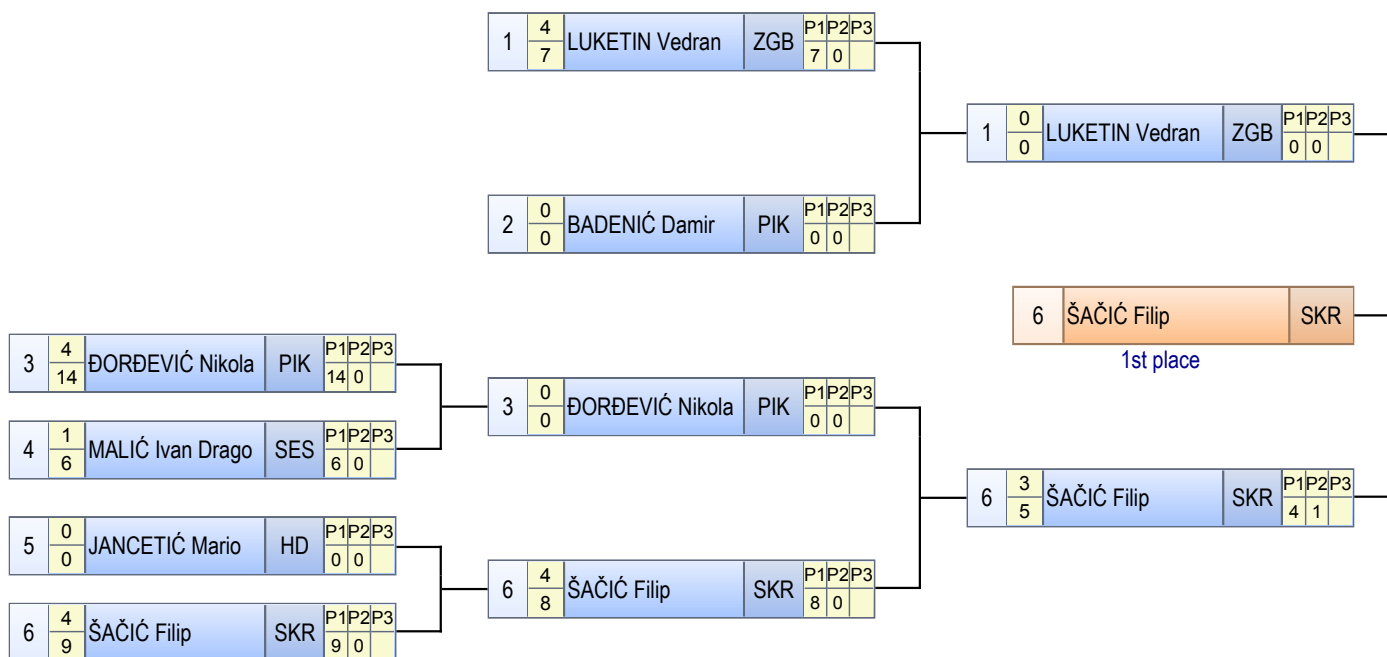 1 4 7 LUKETIN Vedran ZGB P1 P2 P3 7 0
1 0 0 LUKETIN Vedran ZGB P1 P2 P3 0 0
2 0 0 BADENIĆ Damir PIK P1 P2 P3 0 0
6 ŠAČIĆ Filip SKR
1st place
3 4 14 ĐORĐEVIĆ Nikola PIK P1 P2 P3 14 0
3 0 0 ĐORĐEVIĆ Nikola PIK P1 P2 P3 0 0
4 1 6 MALIĆ Ivan Drago SES P1 P2 P3 6 0
6 3 5 ŠAČIĆ Filip SKR P1 P2 P3 4 1
5 0 0 JANCETIĆ Mario HD P1 P2 P3 0 0
6 4 8 ŠAČIĆ Filip SKR P1 P2 P3 8 0
6 4 9 ŠAČIĆ Filip SKR P1 P2 P3 9 0